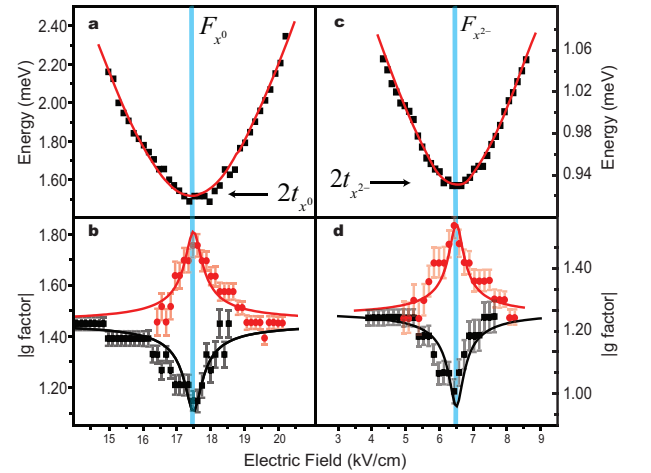 a
F_{x^0}
2.40
2.20
2.00
1.80
1.60
Energy (meV)
2t_{x^0}
c
F_{x^{2-}}
1.06
1.02
0.98
0.94
Energy (meV)
2t_{x^{2-}}
b
1.80
1.60
1.40
1.20
|g factor|
d
1.40
1.20
1.00
|g factor|
15 16 17 18 19 20
3 4 5 6 7 8 9
Electric Field (kV/cm)